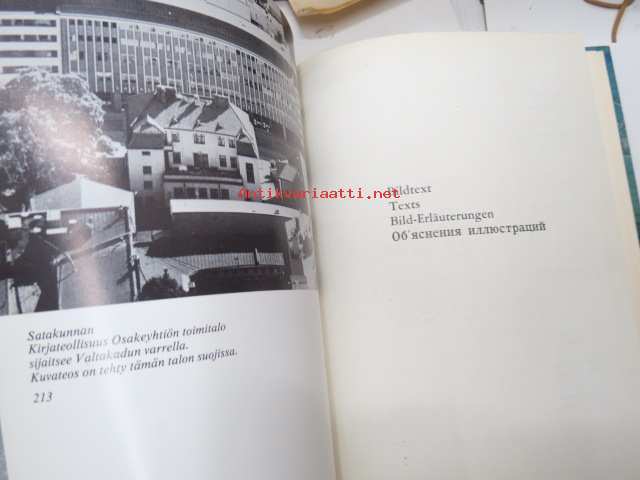 Satakunnan
Kirjateollisuus Osakeyhtiön toimitalo
sijaitsee Valtakadun varrella.
Kuvateos on tehty tämän talon suojissa.
213
Antikvariaatti.net
Bildtext
Texts
Bild-Erläuterungen
Об'яснения иллюстраций